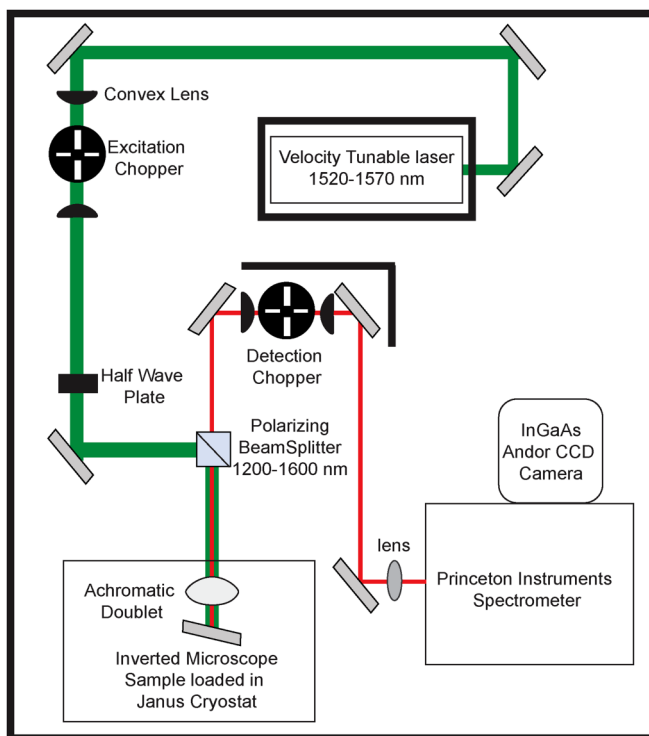 Convex Lens
Excitation
Chopper
Velocity Tunable laser
1520-1570 nm
Detection
Chopper
Half Wave
Plate
Polarizing
BeamSplitter
1200-1600 nm
InGaAs
Andor CCD
Camera
lens
Princeton Instruments
Spectrometer
Achromatic
Doublet
Inverted Microscope
Sample loaded in
Janus Cryostat